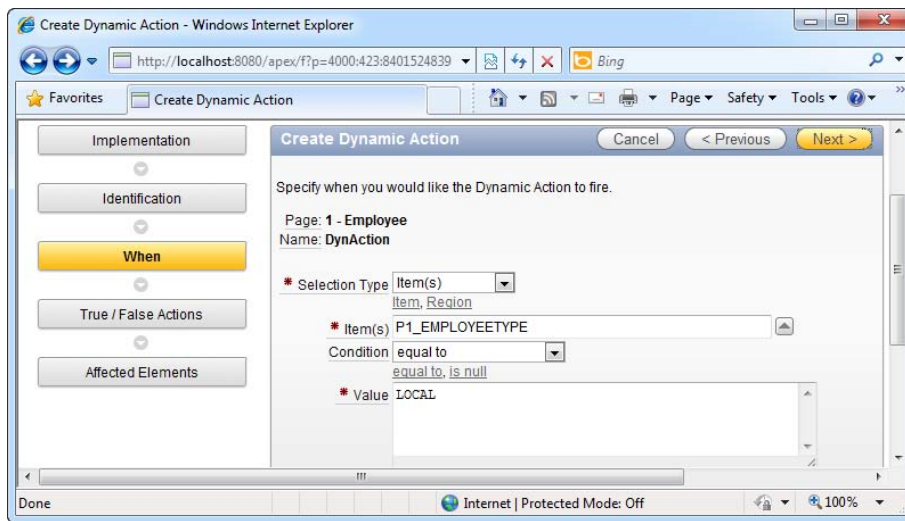 Create Dynamic Action - Windows Internet Explorer
http://localhost:8080/apex/f?p=4000:423:8401524839
Bing
Favorites
Create Dynamic Action
Page
Safety
Tools
»
Implementation
Identification
When
True / False Actions
Affected Elements
Create Dynamic Action
Cancel
< Previous
Next >
Specify when you would like the Dynamic Action to fire.
Page: 1 - Employee
Name: DynAction
* Selection Type Item(s)
Item, Region
* Item(s) P1_EMPLOYEETYPE
Condition equal to
equal to, is null
* Value LOCAL
Done
Internet | Protected Mode: Off
100%